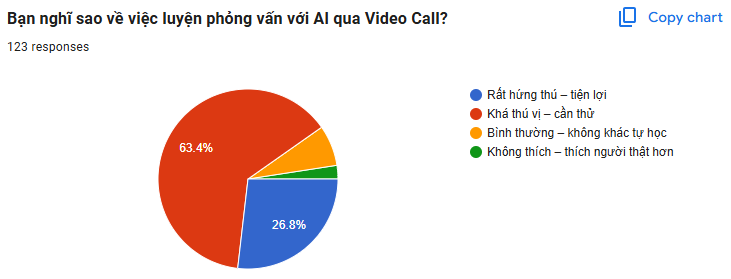 Bạn nghĩ sao về việc luyện phỏng vấn với AI qua Video Call?
Copy chart
123 responses
63.4%
26.8%
Rất hứng thú – tiện lợi
Khá thú vị – cần thử
Bình thường – không khác tự học
Không thích – thích người thật hơn